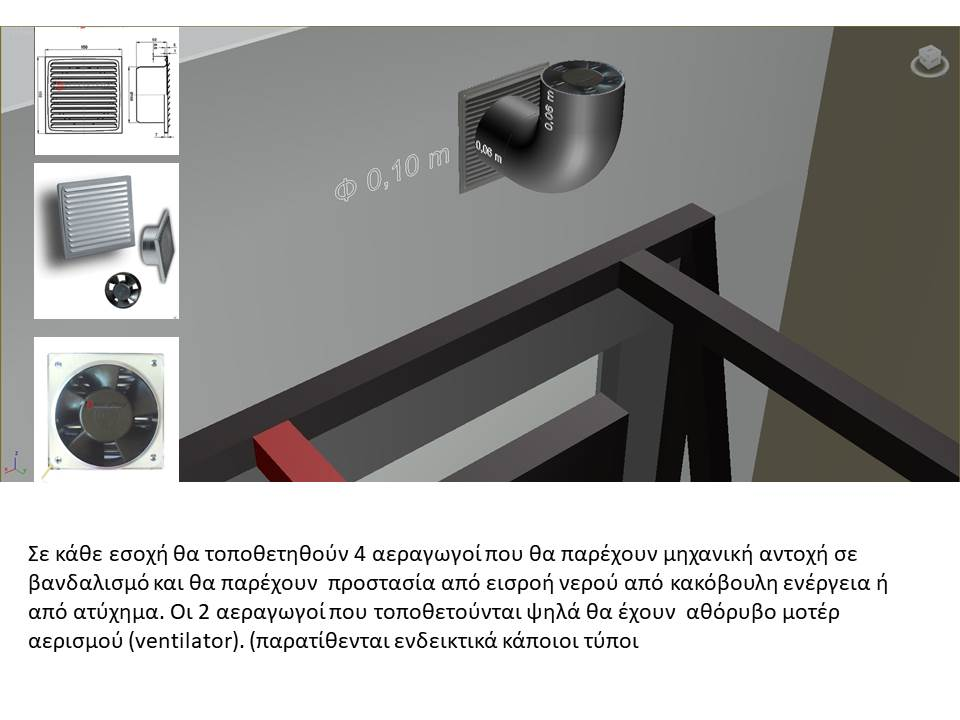 Φ 0,10 m
0,06 m
0,06 m
Σε κάθε εσοχή θα τοποθετηθούν 4 αεραγωγοί που θα παρέχουν μηχανική αντοχή σε
βανδαλισμό και θα παρέχουν προστασία από εισροή νερού από κακόβουλη ενέργεια ή
από ατύχημα. Οι 2 αεραγωγοί που τοποθετούνται ψηλά θα έχουν αθόρυβο μοτέρ
αερισμού (ventilator). (παρατίθενται ενδεικτικά κάποιοι τύποι